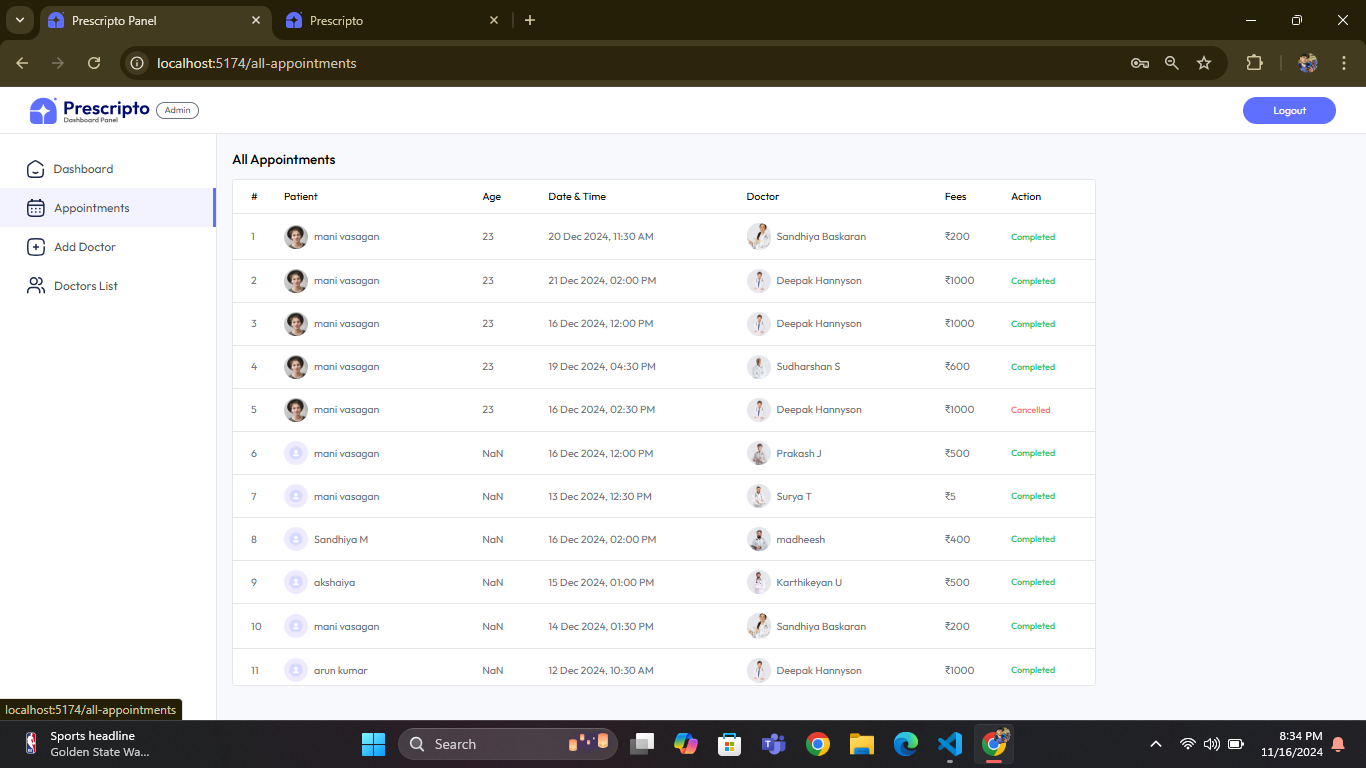 Prescripto Panel
Prescripto
localhost:5174/all-appointments
Prescripto Admin
Dashboard Panel
Logout
Dashboard
Appointments
Add Doctor
Doctors List
All Appointments
# Patient Age Date & Time Doctor Fees Action
1 mani vasagan 23 20 Dec 2024, 11:30 AM Sandhiya Baskaran ₹200 Completed
2 mani vasagan 23 21 Dec 2024, 02:00 PM Deepak Hannyson ₹1000 Completed
3 mani vasagan 23 16 Dec 2024, 12:00 PM Deepak Hannyson ₹1000 Completed
4 mani vasagan 23 19 Dec 2024, 04:30 PM Sudharshan S ₹600 Completed
5 mani vasagan 23 16 Dec 2024, 02:30 PM Deepak Hannyson ₹1000 Cancelled
6 mani vasagan NaN 16 Dec 2024, 12:00 PM Prakash J ₹500 Completed
7 mani vasagan NaN 13 Dec 2024, 12:30 PM Surya T ₹5 Completed
8 Sandhiya M NaN 16 Dec 2024, 02:00 PM madheesh ₹400 Completed
9 akshaiya NaN 15 Dec 2024, 01:00 PM Karthikeyan U ₹500 Completed
10 mani vasagan NaN 14 Dec 2024, 01:30 PM Sandhiya Baskaran ₹200 Completed
11 arun kumar NaN 12 Dec 2024, 10:30 AM Deepak Hannyson ₹1000 Completed
localhost:5174/all-appointments
Sports headline
Golden State Wa...
Search
8:34 PM
11/16/2024